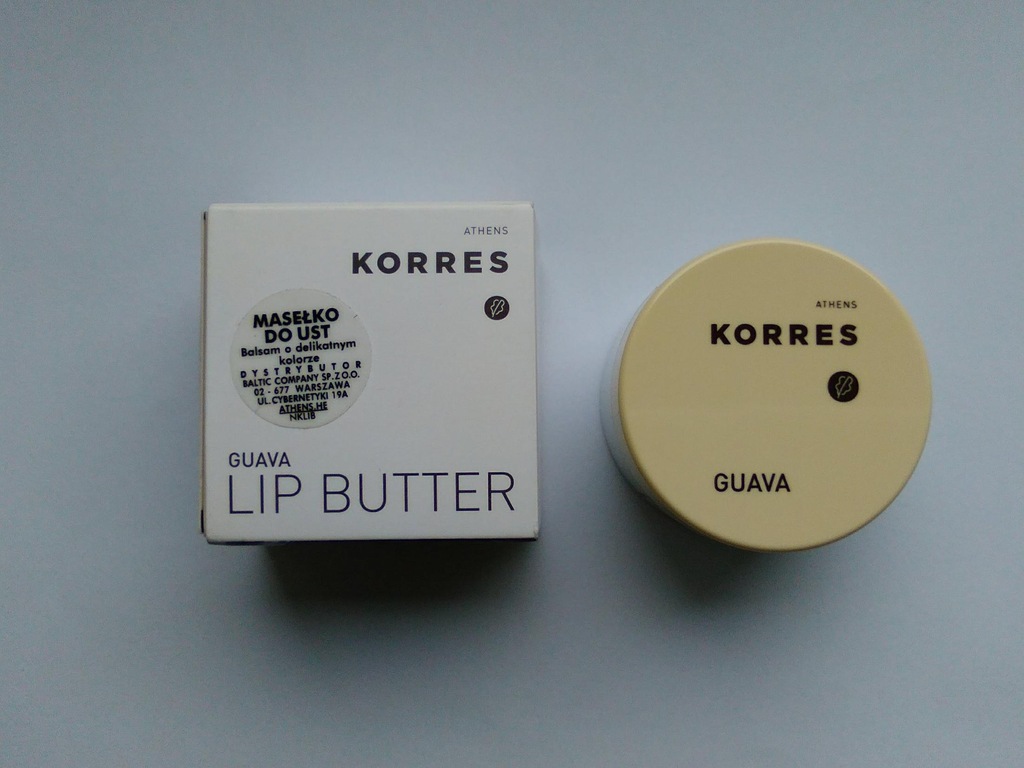 ATHENS
KORRES
MASEŁKO
DO UST
Balsam o delikatnym
kolorze
DYSTRYBUTOR
BALTIC COMPANY SP.ZO.O.
02 - 677 WARSZAWA
UL.CYBERNETYKI 19A
ATHENS.HE
NKLIB
GUAVA
LIP BUTTER
ATHENS
KORRES
GUAVA